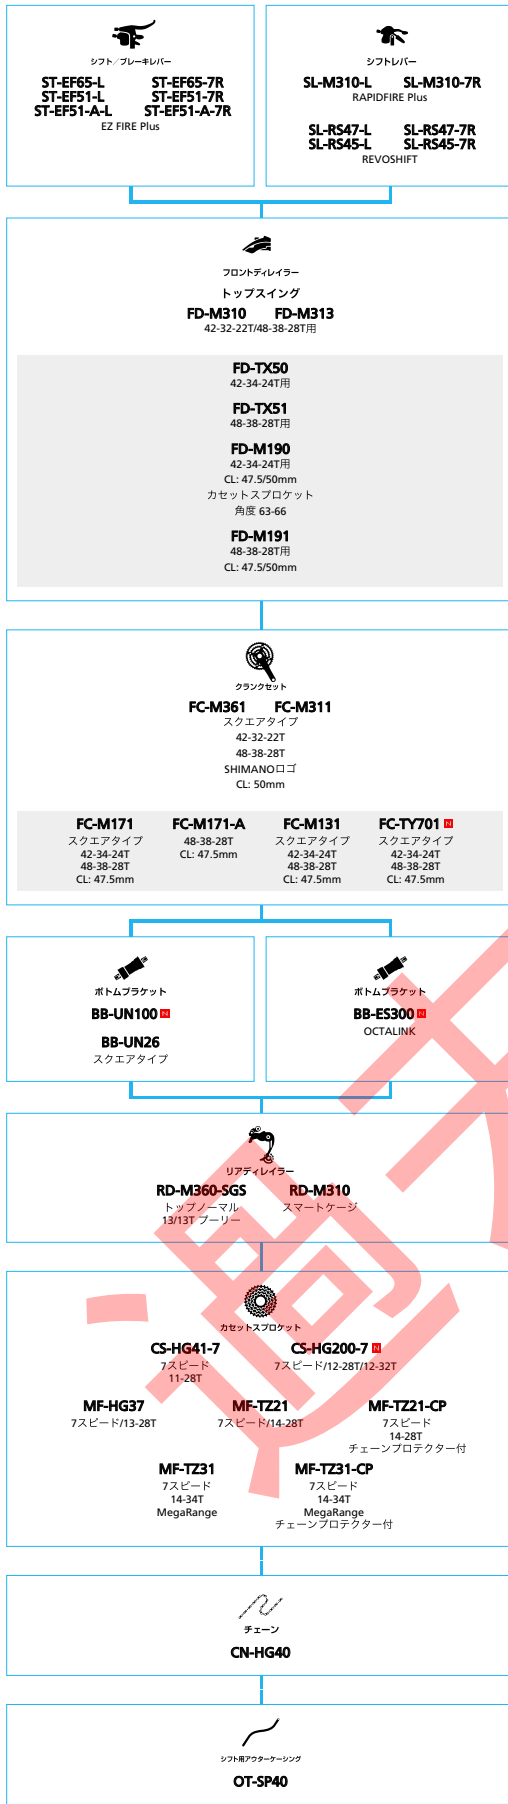 シフト／ブレーキレバー
ST-EF65-L ST-EF65-7R
ST-EF51-L ST-EF51-7R
ST-EF51-A-L ST-EF51-A-7R
EZ FIRE Plus
シフトレバー
SL-M310-L SL-M310-7R
RAPIDFIRE Plus
SL-RS47-L SL-RS47-7R
SL-RS45-L SL-RS45-7R
REVOSHIFT
フロントディレイラー
トップスイング
FD-M310 FD-M313
42-32-22T/48-38-28T用
FD-TX50
42-34-24T用
FD-TX51
48-38-28T用
FD-M190
42-34-24T用
CL: 47.5/50mm
カセットスプロケット
角度 63-66
FD-M191
48-38-28T用
CL: 47.5/50mm
クランクセット
FC-M361 FC-M311
スクエアタイプ
42-32-22T
48-38-28T
SHIMANOロゴ
CL: 50mm
FC-M171 FC-M171-A FC-M131 FC-TY701 N
スクエアタイプ 48-38-28T スクエアタイプ スクエアタイプ
42-34-24T CL: 47.5mm 42-34-24T 42-34-24T
48-38-28T 48-38-28T 48-38-28T
CL: 47.5mm CL: 47.5mm CL: 47.5mm
ボトムブラケット
BB-UN100 N
BB-UN26
スクエアタイプ
ボトムブラケット
BB-ES300 N
OCTALINK
リアディレイラー
RD-M360-SGS RD-M310
トップノーマル スマートケージ
13/13T プーリー
カセットスプロケット
CS-HG41-7 CS-HG200-7 N
7スピード 7スピード/12-28T/12-32T
11-28T
MF-HG37 MF-TZ21 MF-TZ21-CP
7スピード/13-28T 7スピード/14-28T 7スピード
14-28T
チェーンプロテクター付
MF-TZ31 MF-TZ31-CP
7スピード 7スピード
14-34T 14-34T
MegaRange MegaRange
チェーンプロテクター付
チェーン
CN-HG40
シフト用アウターケーシング
OT-SP40